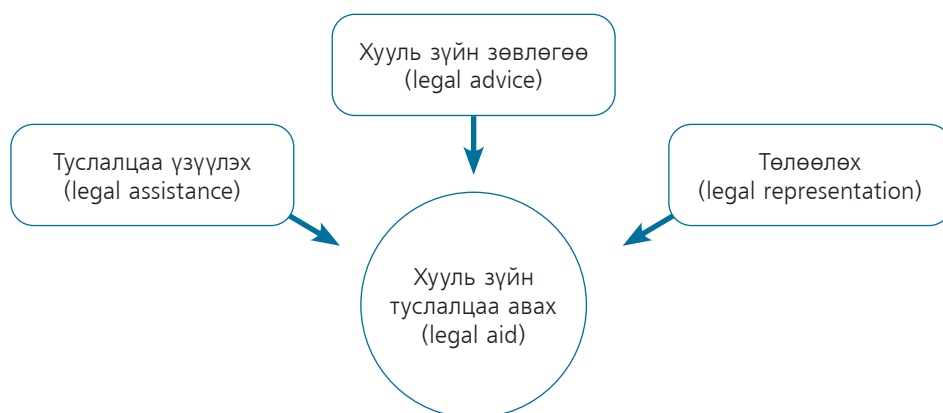 Хууль зүйн зөвлөгөө
(legal advice)
Туслалцаа үзүүлэх
(legal assistance)
Төлөөлөх
(legal representation)
Хууль зүйн
туслалцаа авах
(legal aid)